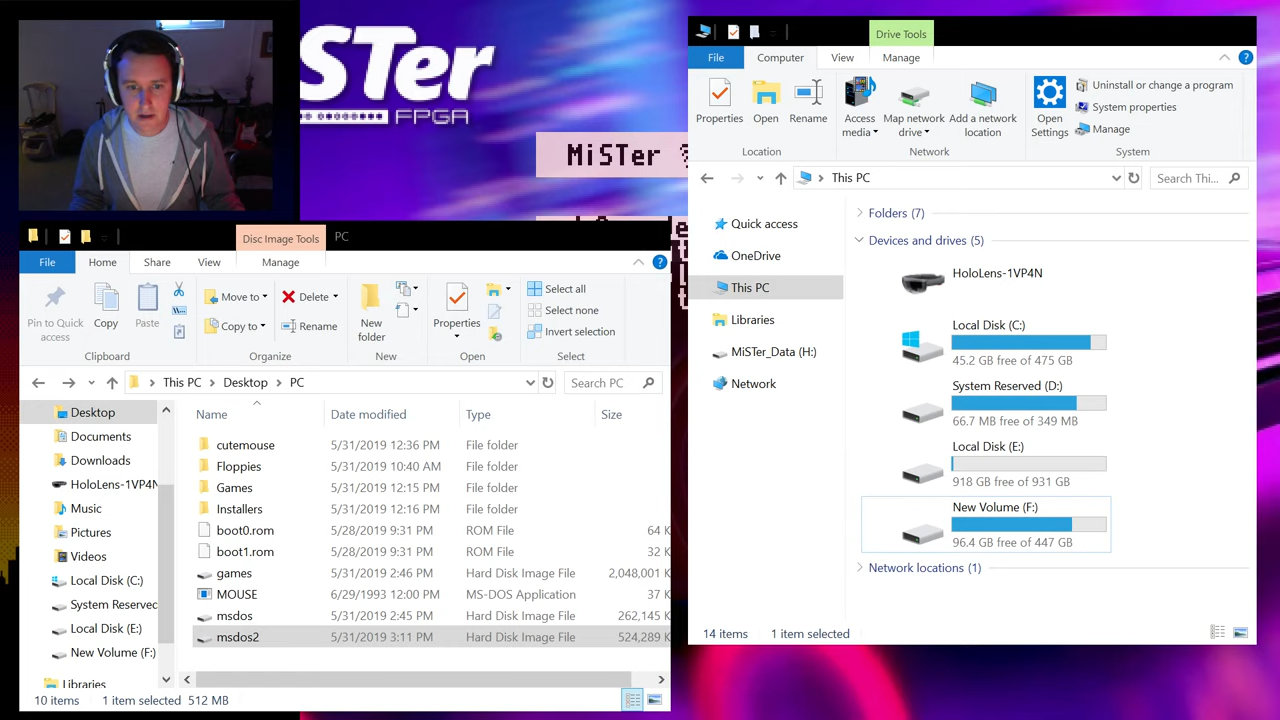 STer
FPGA
MiSTer
Disc Image Tools
PC
File
Home
Share
View
Manage
Pin to Quick access
Copy
Paste
Move to
Copy to
Delete
Rename
New folder
Properties
Select all
Select none
Invert selection
Clipboard
Organize
New
Open
Select
This PC
Desktop
PC
Search PC
Desktop
Documents
Downloads
HoloLens-1VP4N
Music
Pictures
Videos
Local Disk (C:)
System Reserved
Local Disk (E:)
New Volume (F:)
Libraries
Name Date modified Type Size
cutemouse 5/31/2019 12:36 PM File folder
Floppies 5/31/2019 10:40 AM File folder
Games 5/31/2019 12:15 PM File folder
Installers 5/31/2019 12:16 PM File folder
boot0.rom 5/28/2019 9:31 PM ROM File 64 K
boot1.rom 5/28/2019 9:31 PM ROM File 32 K
games 5/31/2019 2:46 PM Hard Disk Image File 2,048,001 K
MOUSE 6/29/1993 12:00 PM MS-DOS Application 37 K
msdos 5/31/2019 2:45 PM Hard Disk Image File 262,145 K
msdos2 5/31/2019 3:11 PM Hard Disk Image File 524,289 K
10 items 1 item selected 512 MB
Drive Tools
File
Computer
View
Manage
Properties
Open
Rename
Access media
Map network drive
Add a network location
Open Settings
Uninstall or change a program
System properties
Manage
Location
Network
System
This PC
Search Thi...
Quick access
OneDrive
This PC
Libraries
MiSTer_Data (H:)
Network
Folders (7)
Devices and drives (5)
HoloLens-1VP4N
Local Disk (C:)
45.2 GB free of 475 GB
System Reserved (D:)
66.7 MB free of 349 MB
Local Disk (E:)
918 GB free of 931 GB
New Volume (F:)
96.4 GB free of 447 GB
Network locations (1)
14 items 1 item selected